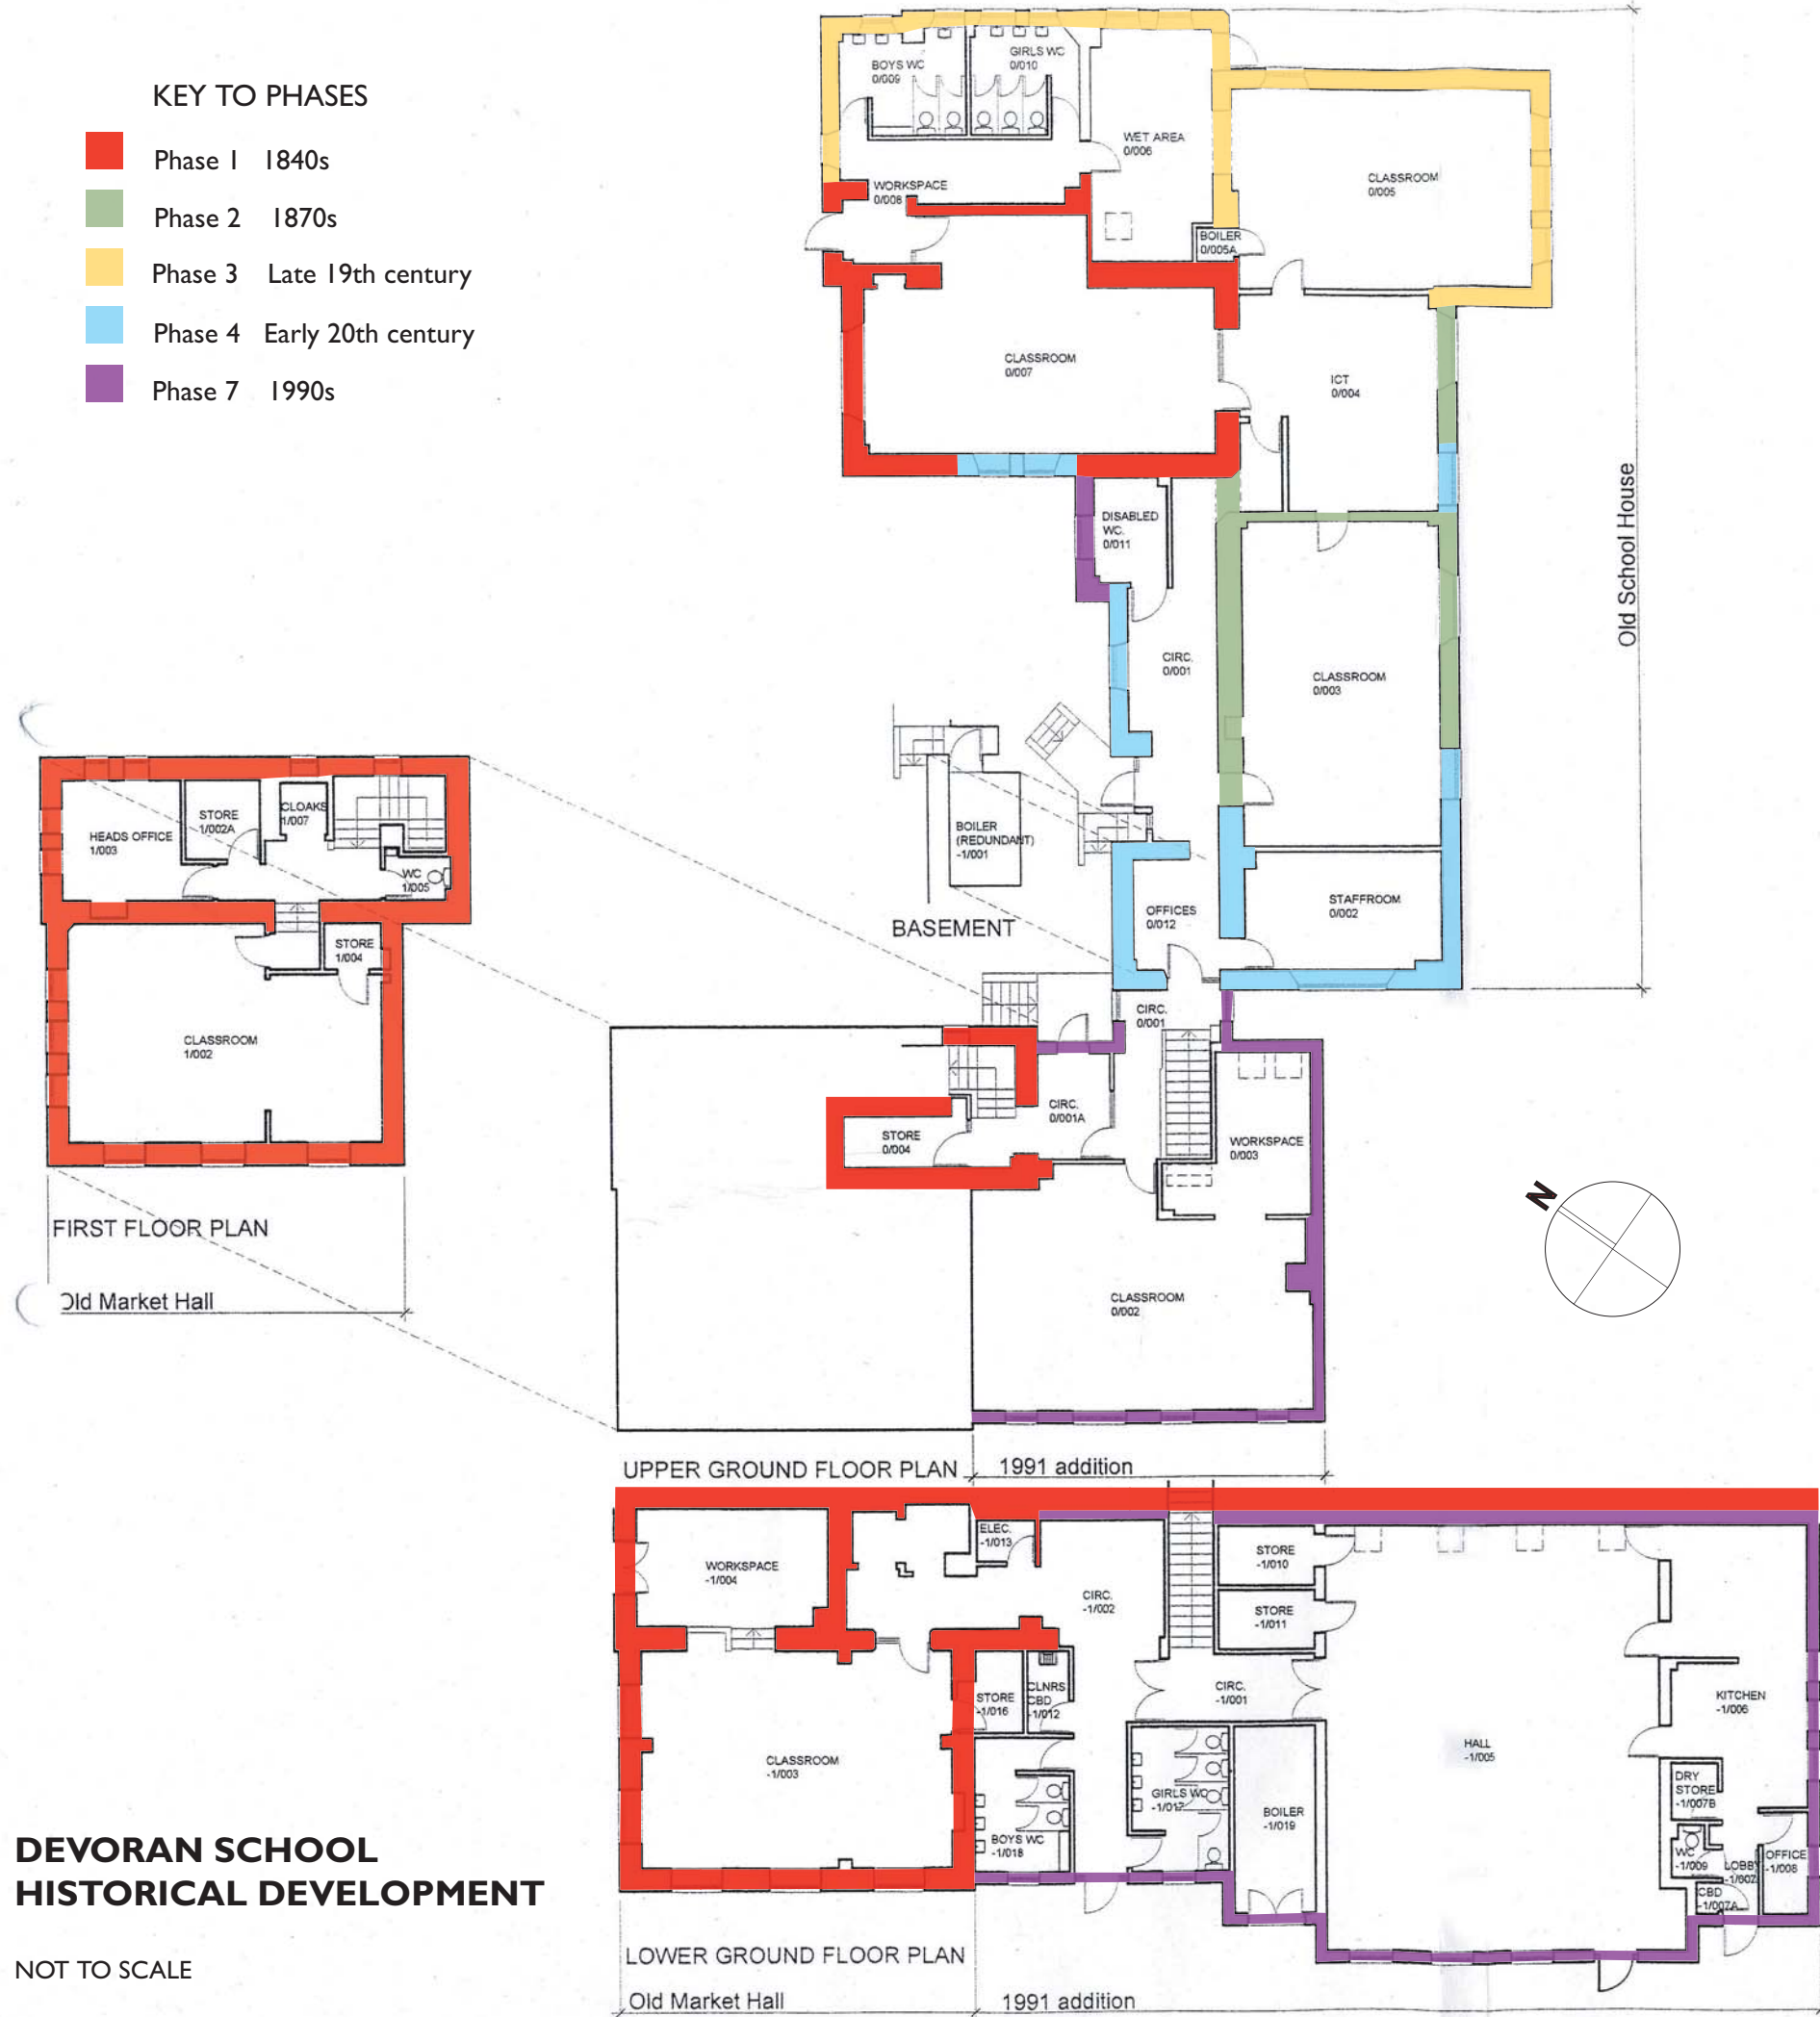 KEY TO PHASES
Phase 1 1840s
Phase 2 1870s
Phase 3 Late 19th century
Phase 4 Early 20th century
Phase 7 1990s
BOYS WC
0/009
GIRLS WC
0/010
WET AREA
0/006
WORKSPACE
0/008
CLASSROOM
0/005
BOILER
0/005A
CLASSROOM
0/007
ICT
0/004
DISABLED
WC.
0/011
CIRC.
0/001
CLASSROOM
0/003
Old School House
STAFFROOM
0/002
OFFICES
0/012
BOILER
(REDUNDANT)
-1/001
BASEMENT
HEADS OFFICE
1/003
STORE
1/002A
CLOAKS
1/007
WC
1/005
STORE
1/004
CLASSROOM
1/002
FIRST FLOOR PLAN
Old Market Hall
CIRC.
0/001
CIRC.
0/001A
STORE
0/004
WORKSPACE
0/003
CLASSROOM
0/002
N
UPPER GROUND FLOOR PLAN
1991 addition
WORKSPACE
-1/004
ELEC.
-1/013
CIRC.
-1/002
STORE
-1/010
STORE
-1/011
CIRC.
-1/001
STORE
-1/016
CLNRS
CBD
-1/012
CLASSROOM
-1/003
BOYS WC
-1/018
GIRLS WC
-1/017
BOILER
-1/019
HALL
-1/005
KITCHEN
-1/006
DRY
STORE
-1/007B
WC
-1/009
LOBBY
-1/007
OFFICE
-1/008
CBD
-1/007A
LOWER GROUND FLOOR PLAN
Old Market Hall
1991 addition
DEVORAN SCHOOL
HISTORICAL DEVELOPMENT
NOT TO SCALE